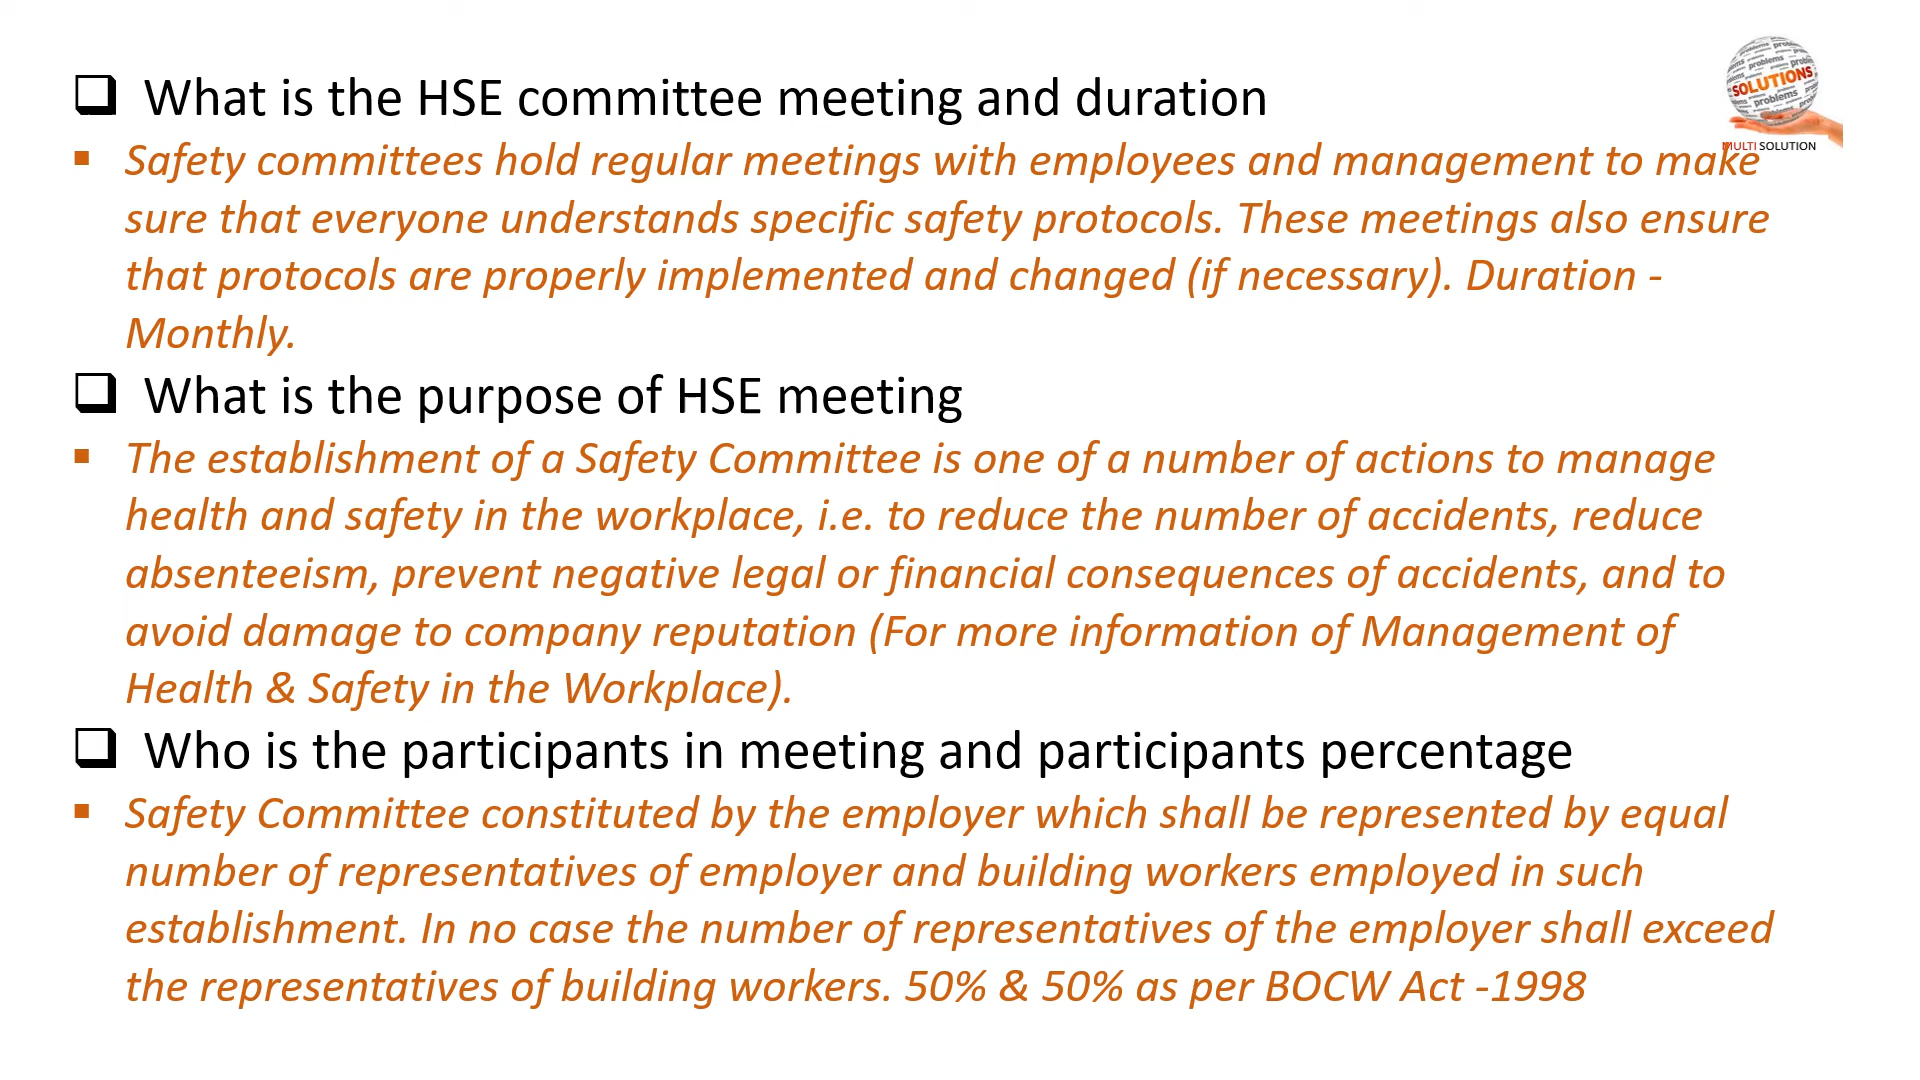 What is the HSE committee meeting and duration
SOLUTIONS
problems
MULTI SOLUTION
Safety committees hold regular meetings with employees and management to make
sure that everyone understands specific safety protocols. These meetings also ensure
that protocols are properly implemented and changed (if necessary). Duration -
Monthly.
What is the purpose of HSE meeting
The establishment of a Safety Committee is one of a number of actions to manage
health and safety in the workplace, i.e. to reduce the number of accidents, reduce
absenteeism, prevent negative legal or financial consequences of accidents, and to
avoid damage to company reputation (For more information of Management of
Health & Safety in the Workplace).
Who is the participants in meeting and participants percentage
Safety Committee constituted by the employer which shall be represented by equal
number of representatives of employer and building workers employed in such
establishment. In no case the number of representatives of the employer shall exceed
the representatives of building workers. 50% & 50% as per BOCW Act -1998